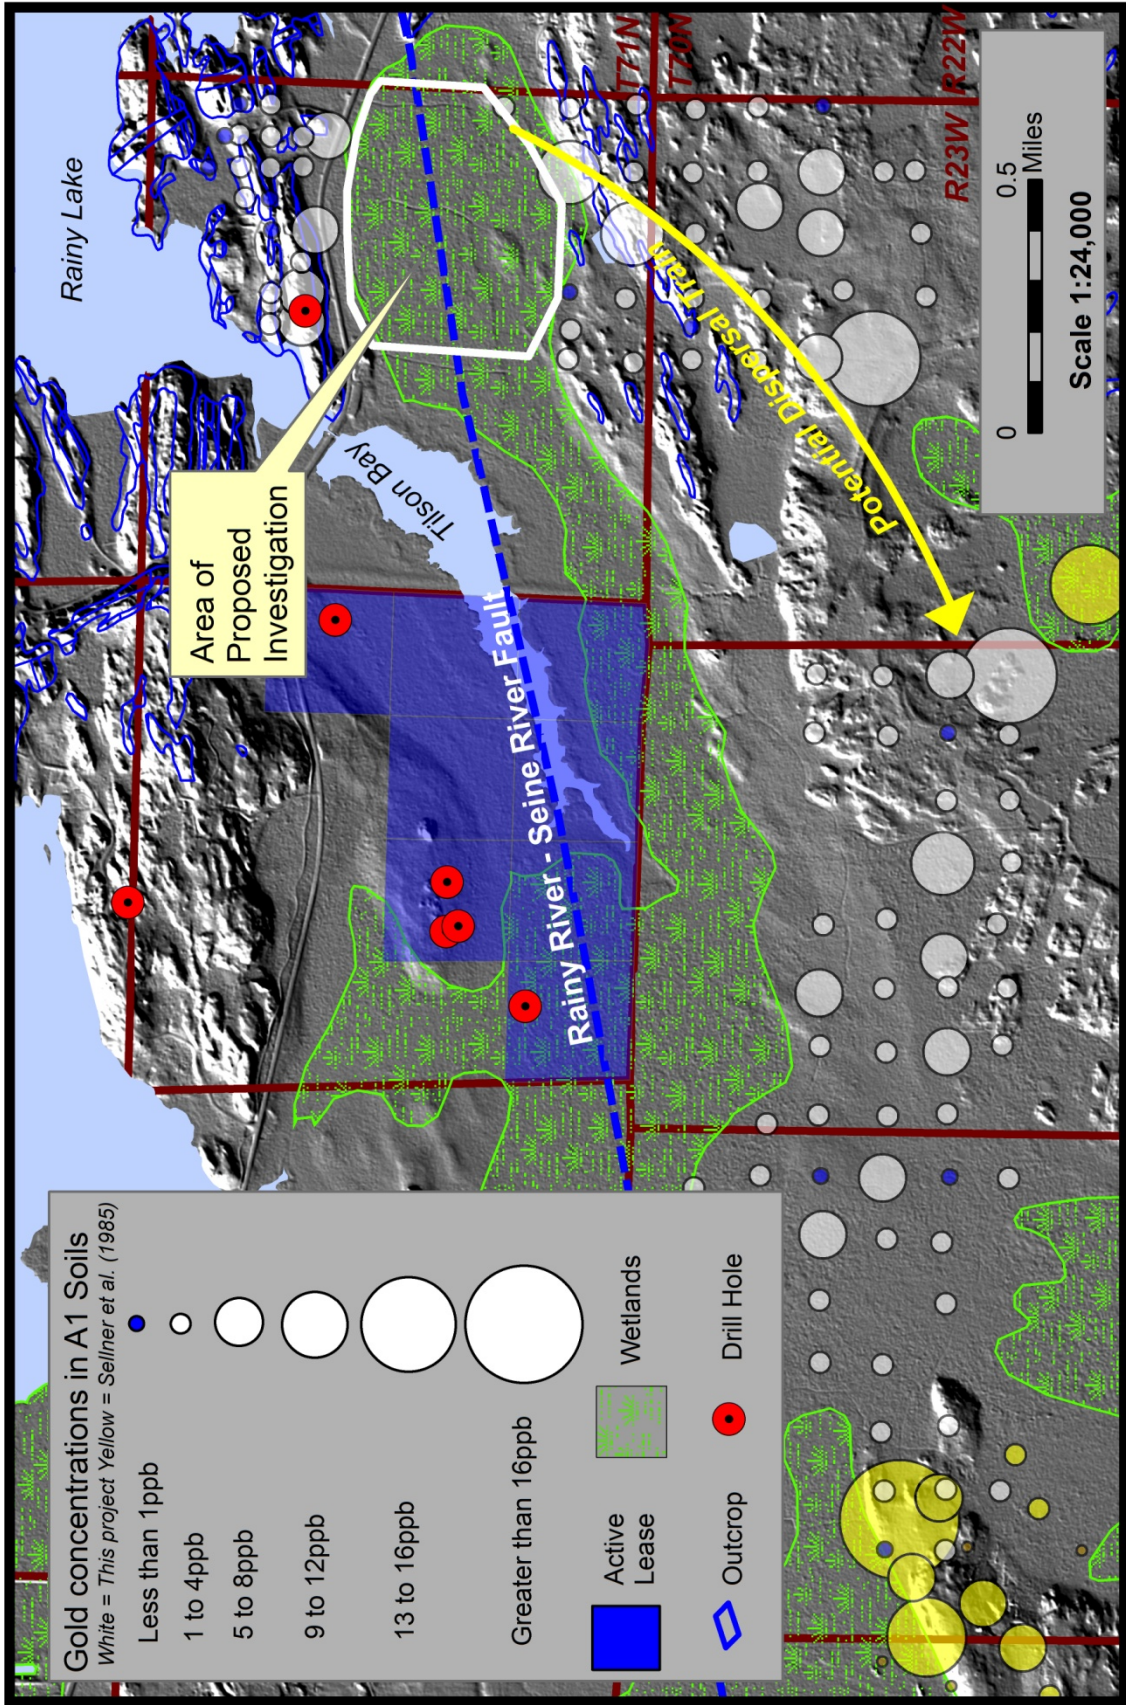 Gold concentrations in A1 Soils
White = This project Yellow = Sellner et al. (1985)
Less than 1ppb
1 to 4ppb
5 to 8ppb
9 to 12ppb
13 to 16ppb
Greater than 16ppb
Active
Lease
Wetlands
Outcrop
Drill Hole
Rainy Lake
Area of
Proposed
Investigation
Tilson Bay
Rainy River - Seine River Fault
T71N
T70N
Potential Dispersal Train
R23W R22W
0 0.5
Miles
Scale 1:24,000